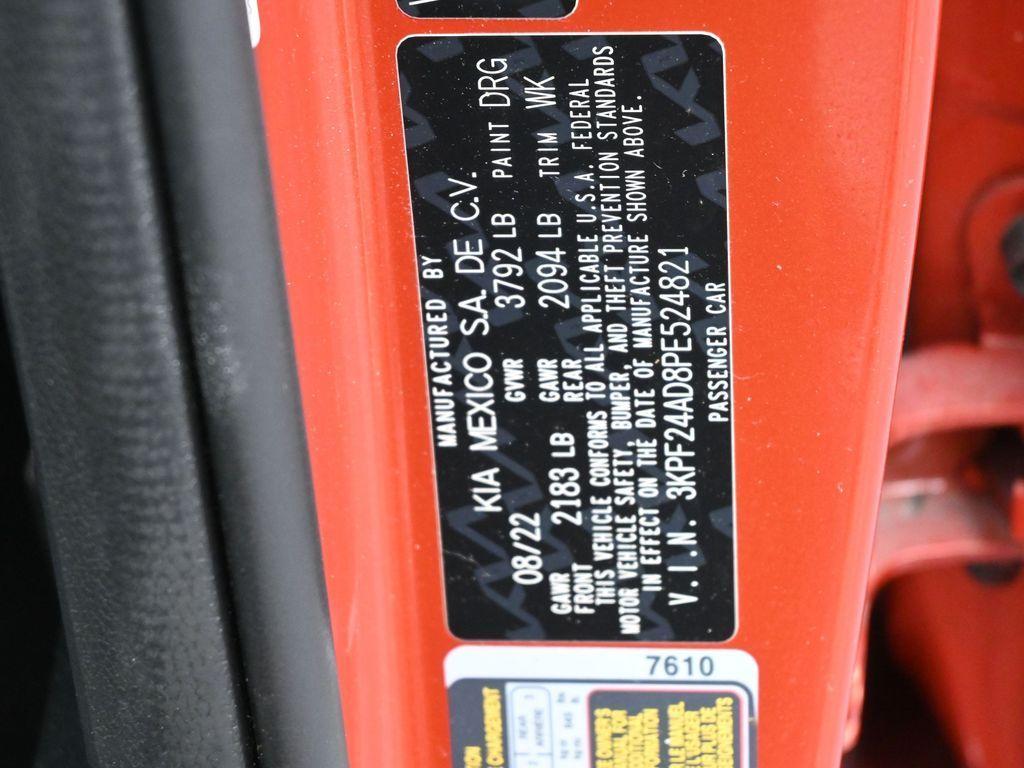 MANUFACTURED BY
KIA MEXICO S.A. DE C.V.
08/22 GVWR 3792 LB PAINT DRG
GAWR FRONT 2183 LB GAWR REAR 2094 LB TRIM WK
THIS VEHICLE CONFORMS TO ALL APPLICABLE U.S.A. FEDERAL
MOTOR VEHICLE SAFETY, BUMPER, AND THEFT PREVENTION STANDARDS
IN EFFECT ON THE DATE OF MANUFACTURE SHOWN ABOVE.
V.I.N. 3KPF24AD8PE524821
PASSENGER CAR
7610